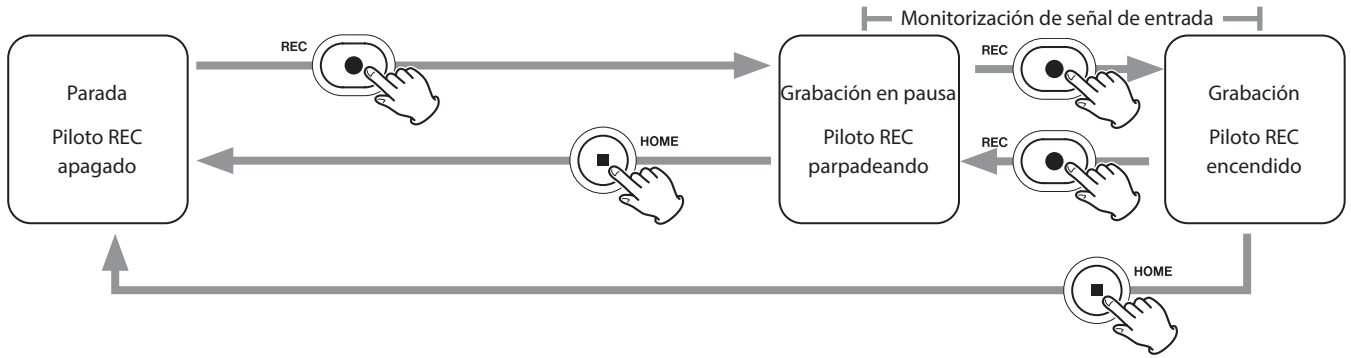 Monitorización de señal de entrada
REC
REC
Parada
Piloto REC
apagado
Grabación en pausa
Piloto REC
parpadeando
Grabación
Piloto REC
encendido
HOME
REC
HOME